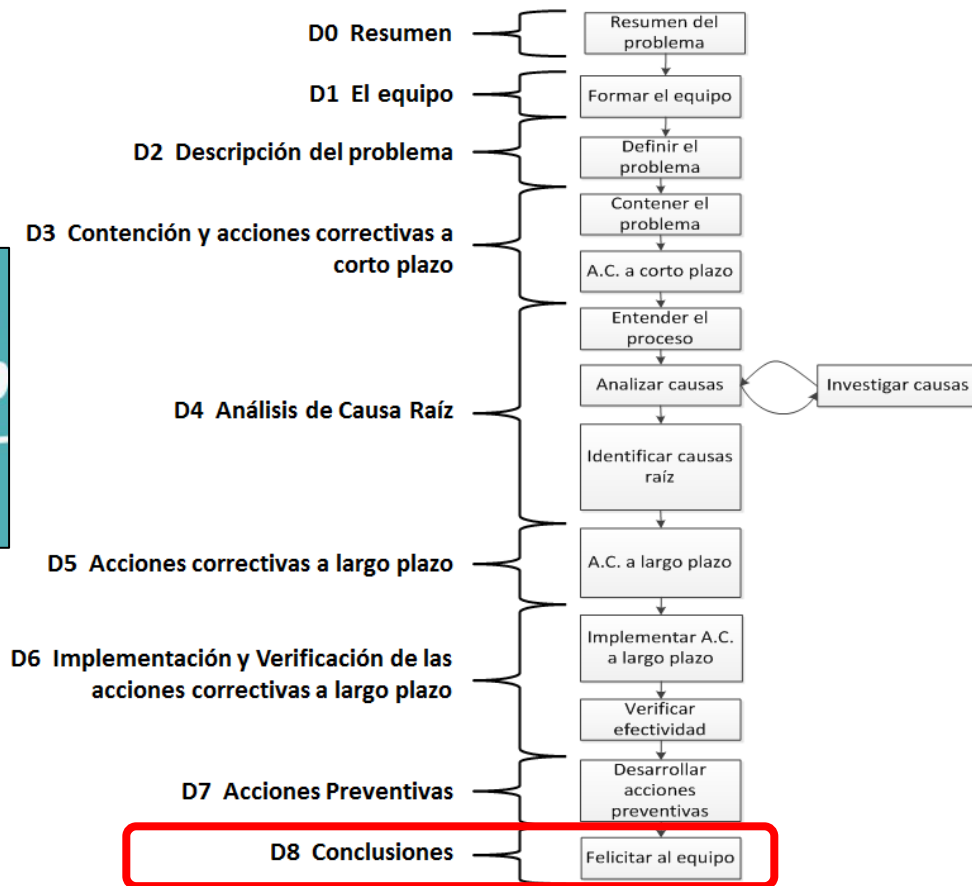 D0 Resumen
Resumen del
problema
D1 El equipo
Formar el equipo
D2 Descripción del problema
Definir el
problema
D3 Contención y acciones correctivas a
corto plazo
Contener el
problema
A.C. a corto plazo
D4 Análisis de Causa Raíz
Entender el
proceso
Analizar causas
Investigar causas
Identificar causas
raíz
D5 Acciones correctivas a largo plazo
A.C. a largo plazo
D6 Implementación y Verificación de las
acciones correctivas a largo plazo
Implementar A.C.
a largo plazo
Verificar
efectividad
D7 Acciones Preventivas
Desarrollar
acciones
preventivas
D8 Conclusiones
Felicitar al equipo